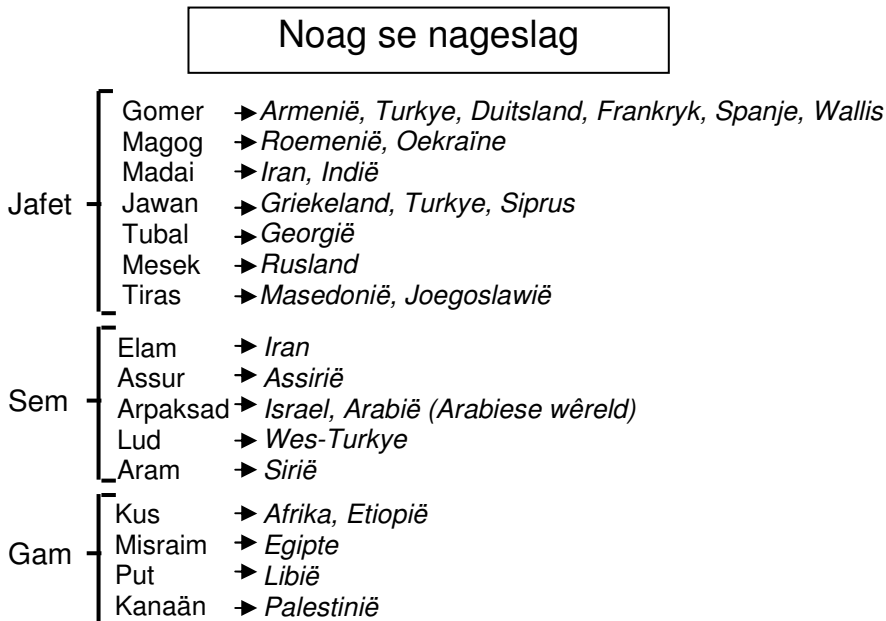 Noag se nageslag
Jafet
Gomer Armenië, Turkye, Duitsland, Frankryk, Spanje, Wallis
Magog Roemenië, Oekraïne
Madai Iran, Indië
Jawan Griekeland, Turkye, Siprus
Tubal Georgië
Mesek Rusland
Tiras Masedonië, Joegoslawië
Sem
Elam Iran
Assur Assirië
Arpaksad Israel, Arabië (Arabiese wêreld)
Lud Wes-Turkye
Aram Sirië
Gam
Kus Afrika, Etiopië
Misraim Egipte
Put Libië
Kanaän Palestinië